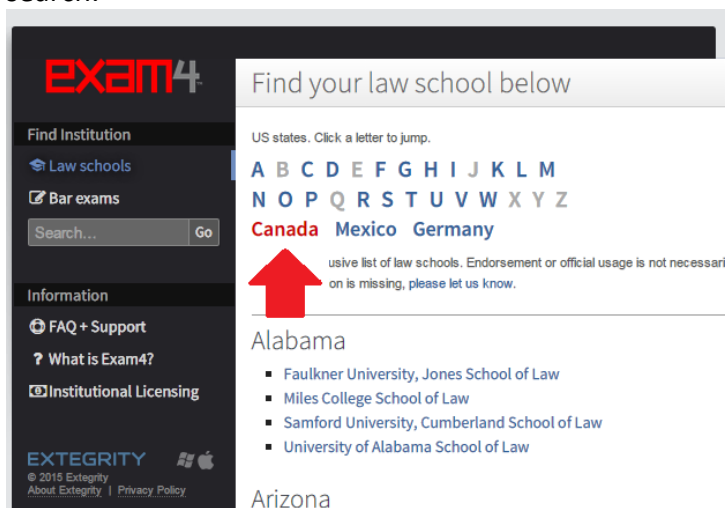 exam4
Find Institution
Law schools
Bar exams
Search...
Go
Information
FAQ + Support
? What is Exam4?
Institutional Licensing
EXTEGRITY
© 2015 Extegrity
About Extegrity | Privacy Policy
Find your law school below
US states. Click a letter to jump.
A B C D E F G H I J K L M
N O P Q R S T U V W X Y Z
Canada Mexico Germany
list of law schools. Endorsement or official usage is not
on is missing, please let us know.
Alabama
Faulkner University, Jones School of Law
Miles College School of Law
Samford University, Cumberland School of Law
University of Alabama School of Law
Arizona